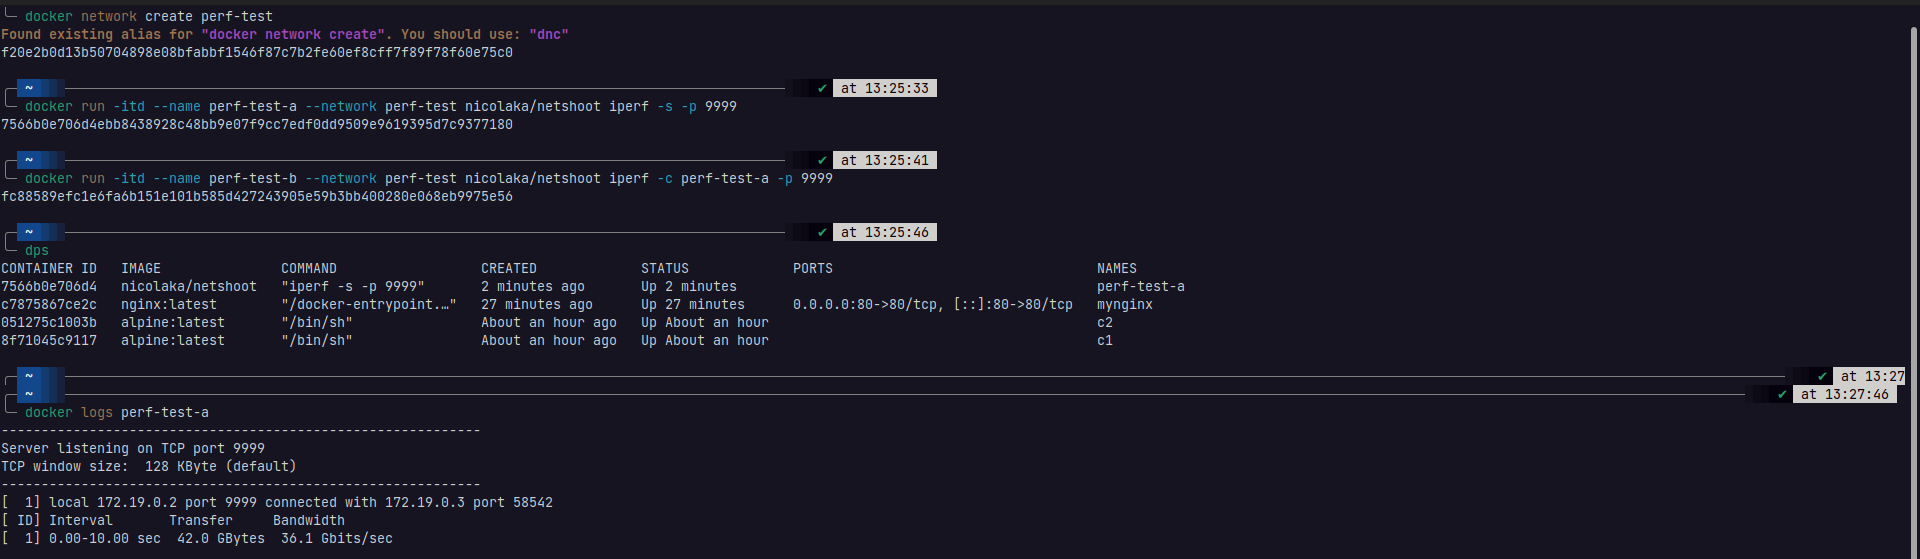 docker network create perf-test
Found existing alias for "docker network create". You should use: "dnc"
f20e2b0d13b50704898e08bfabbf1546f87c7b2fe60ef8cff7f89f78f60e75c0
~ ✔ at 13:25:33
docker run -itd --name perf-test-a --network perf-test nicolaka/netshoot iperf -s -p 9999
7566b0e706d4ebb8438928c48bb9e07f9cc7edf0dd9509e9619395d7c9377180
~ ✔ at 13:25:41
docker run -itd --name perf-test-b --network perf-test nicolaka/netshoot iperf -c perf-test-a -p 9999
fc88589efc1e6fa6b151e101b585d427243905e59b3bb400280e068eb9975e56
~ ✔ at 13:25:46
dps
CONTAINER ID   IMAGE               COMMAND                  CREATED             STATUS             PORTS                                 NAMES
7566b0e706d4   nicolaka/netshoot   "iperf -s -p 9999"       2 minutes ago       Up 2 minutes                                             perf-test-a
c7875867ce2c   nginx:latest        "/docker-entrypoint.…"   27 minutes ago      Up 27 minutes      0.0.0.0:80->80/tcp, [::]:80->80/tcp   mynginx
051275c1003b   alpine:latest       "/bin/sh"                About an hour ago   Up About an hour                                         c2
8f71045c9117   alpine:latest       "/bin/sh"                About an hour ago   Up About an hour                                         c1
~ ✔ at 13:27
~ ✔ at 13:27:46
docker logs perf-test-a
------------------------------------------------------------
Server listening on TCP port 9999
TCP window size:  128 KByte (default)
------------------------------------------------------------
[  1] local 172.19.0.2 port 9999 connected with 172.19.0.3 port 58542
[ ID] Interval       Transfer     Bandwidth
[  1] 0.00-10.00 sec  42.0 GBytes  36.1 Gbits/sec